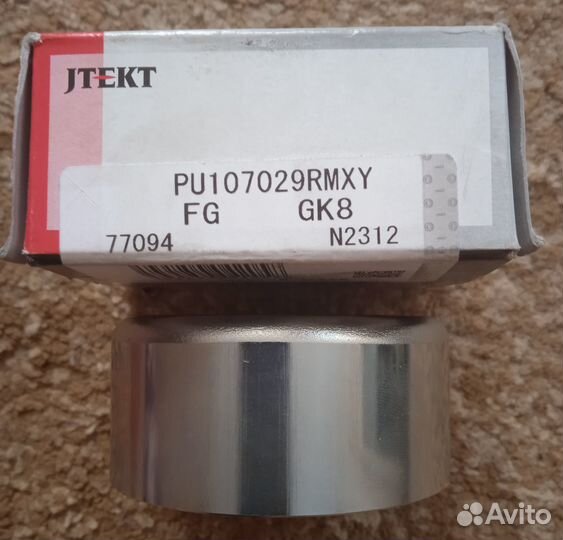 JTEKT
PU107029RMXY
FG GK8
77094 N2312
Avito